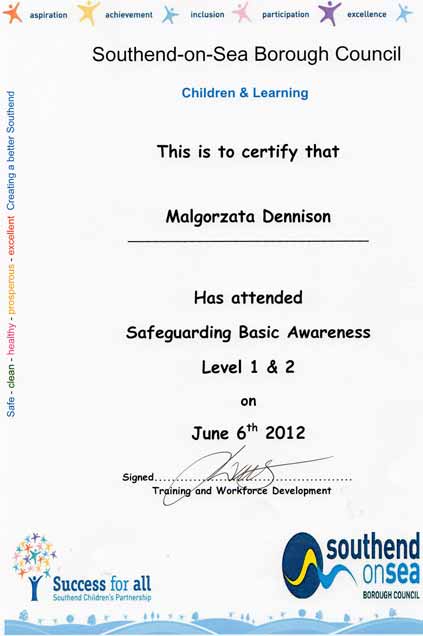 aspiration achievement inclusion participation excellence
Southend-on-Sea Borough Council
Children & Learning
This is to certify that
Malgorzata Dennison
Has attended
Safeguarding Basic Awareness
Level 1 & 2
on
June 6th 2012
Signed
Training and Workforce Development
Safe - clean - healthy - prosperous - excellent Creating a better Southend
Success for all
Southend Children's Partnership
southend
onsea
BOROUGH COUNCIL